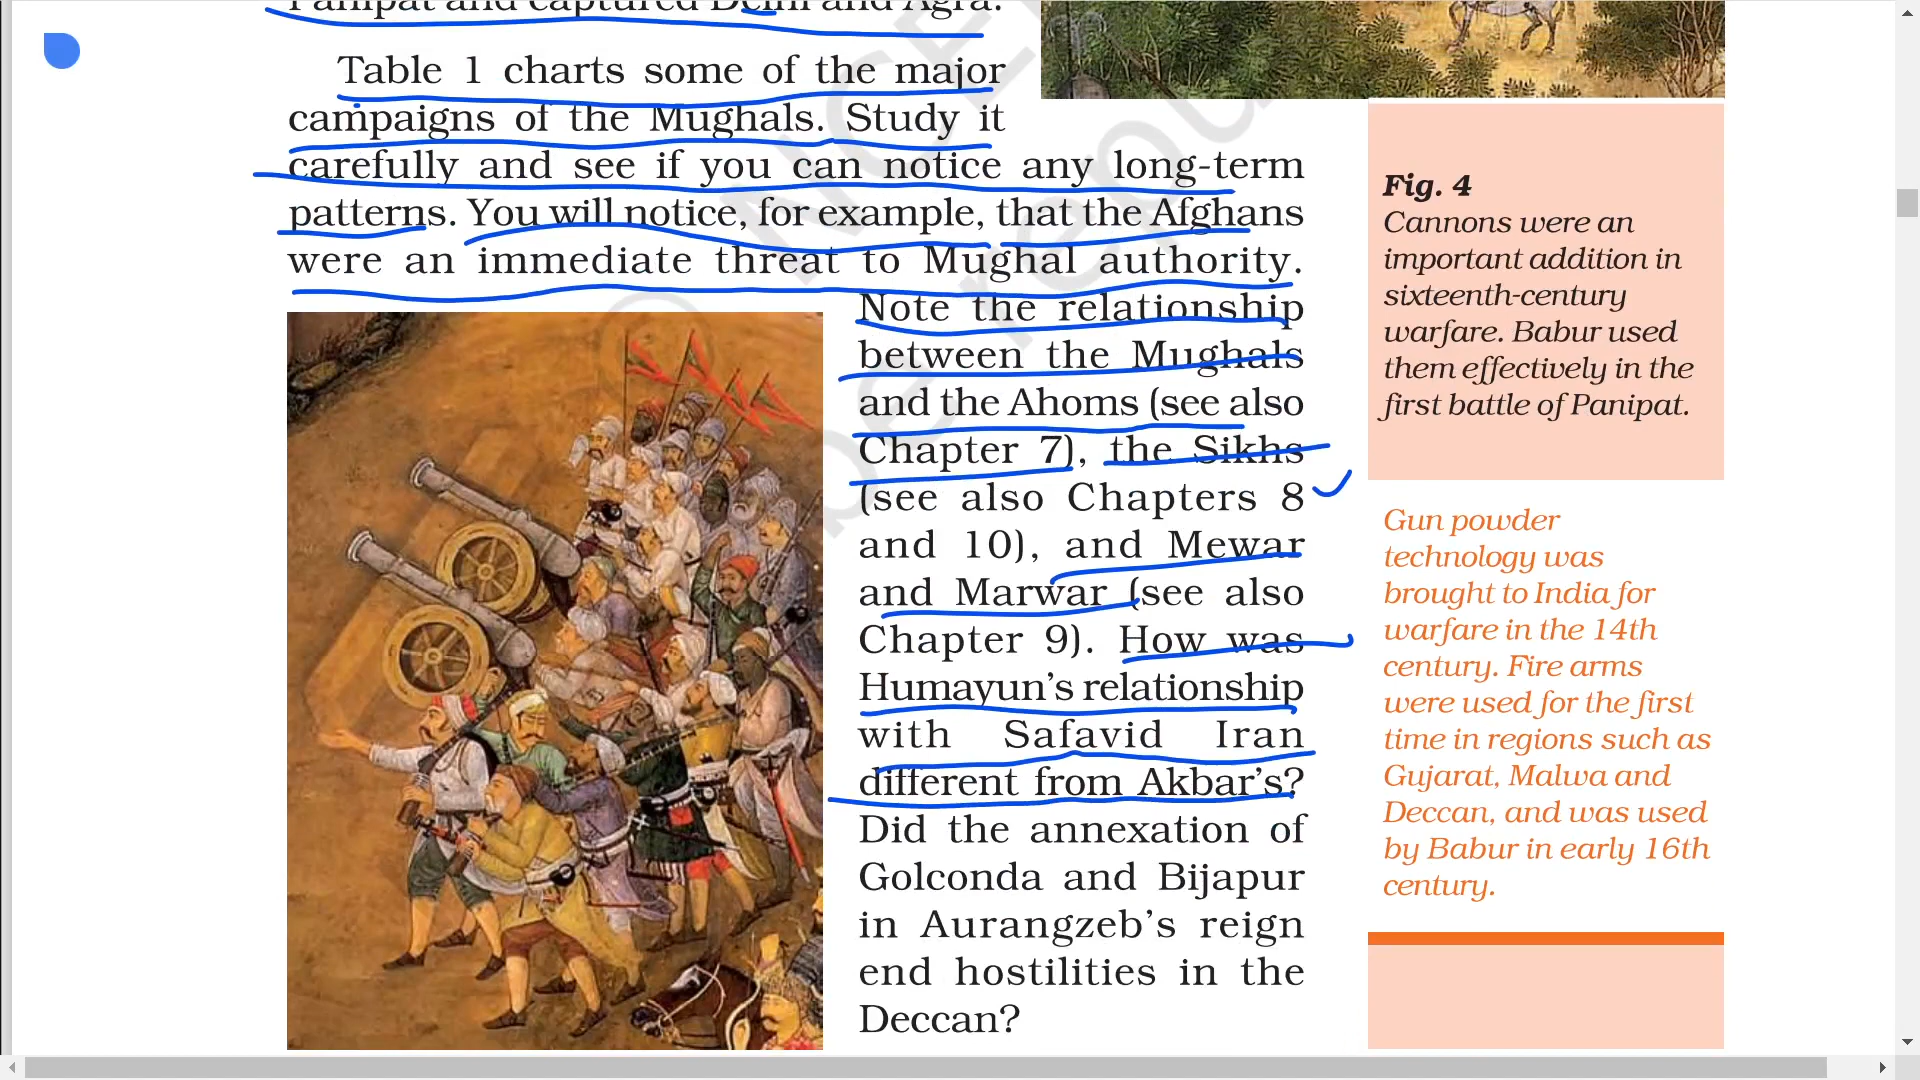 Panipat and captured Delhi and Agra.
Table 1 charts some of the major
campaigns of the Mughals. Study it
carefully and see if you can notice any long-term
patterns. You will notice, for example, that the Afghans
were an immediate threat to Mughal authority.
Note the relationship
between the Mughals
and the Ahoms (see also
Chapter 7), the Sikhs
(see also Chapters 8
and 10), and Mewar
and Marwar (see also
Chapter 9). How was
Humayun's relationship
with Safavid Iran
different from Akbar's?
Did the annexation of
Golconda and Bijapur
in Aurangzeb's reign
end hostilities in the
Deccan?
Fig. 4
Cannons were an
important addition in
sixteenth-century
warfare. Babur used
them effectively in the
first battle of Panipat.
Gun powder
technology was
brought to India for
warfare in the 14th
century. Fire arms
were used for the first
time in regions such as
Gujarat, Malwa and
Deccan, and was used
by Babur in early 16th
century.